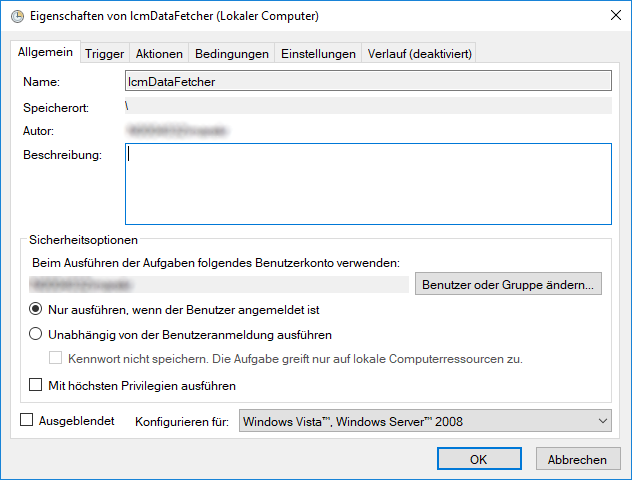 Eigenschaften von IcmDataFetcher (Lokaler Computer)
Allgemein Trigger Aktionen Bedingungen Einstellungen Verlauf (deaktiviert)
Name: IcmDataFetcher
Speicherort: \
Autor:
Beschreibung:
Sicherheitsoptionen
Beim Ausführen der Aufgaben folgendes Benutzerkonto verwenden:
Benutzer oder Gruppe ändern...
Nur ausführen, wenn der Benutzer angemeldet ist
Unabhängig von der Benutzeranmeldung ausführen
Kennwort nicht speichern. Die Aufgabe greift nur auf lokale Computerressourcen zu.
Mit höchsten Privilegien ausführen
Ausgeblendet Konfigurieren für: Windows Vista™, Windows Server™ 2008
OK Abbrechen